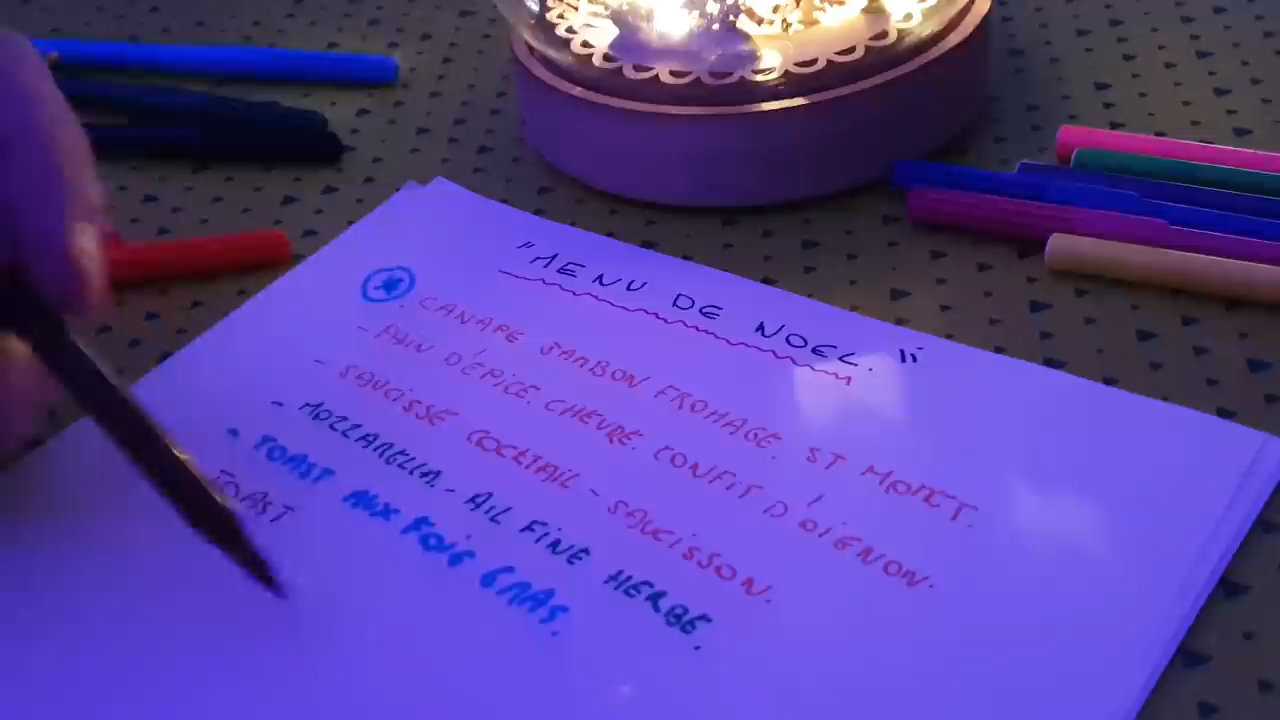 "MENU DE NOEL."
. CANAPE JAMBON FROMAGE. ST MORET.
- PAIN D'ÉPICE. CHEVRE. CONFIT D'OIGNON.
- SAUCISSE COCKTAIL - SAUCISSON.
- MOZZARELLA. - AIL FINE HERBE.
- TOAST AUX FOIE GRAS.
TOAST